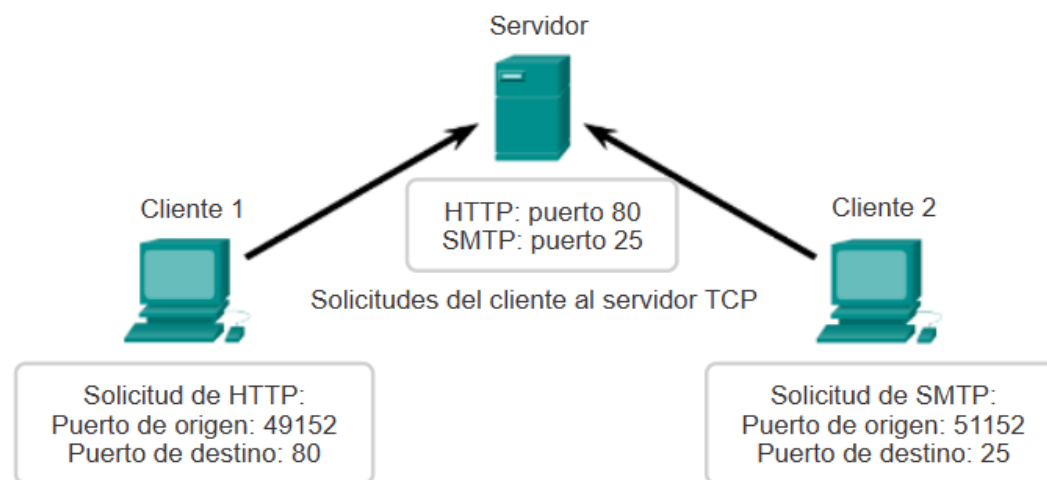 Servidor
Cliente 1
HTTP: puerto 80
SMTP: puerto 25
Cliente 2
Solicitudes del cliente al servidor TCP
Solicitud de HTTP:
Puerto de origen: 49152
Puerto de destino: 80
Solicitud de SMTP:
Puerto de origen: 51152
Puerto de destino: 25